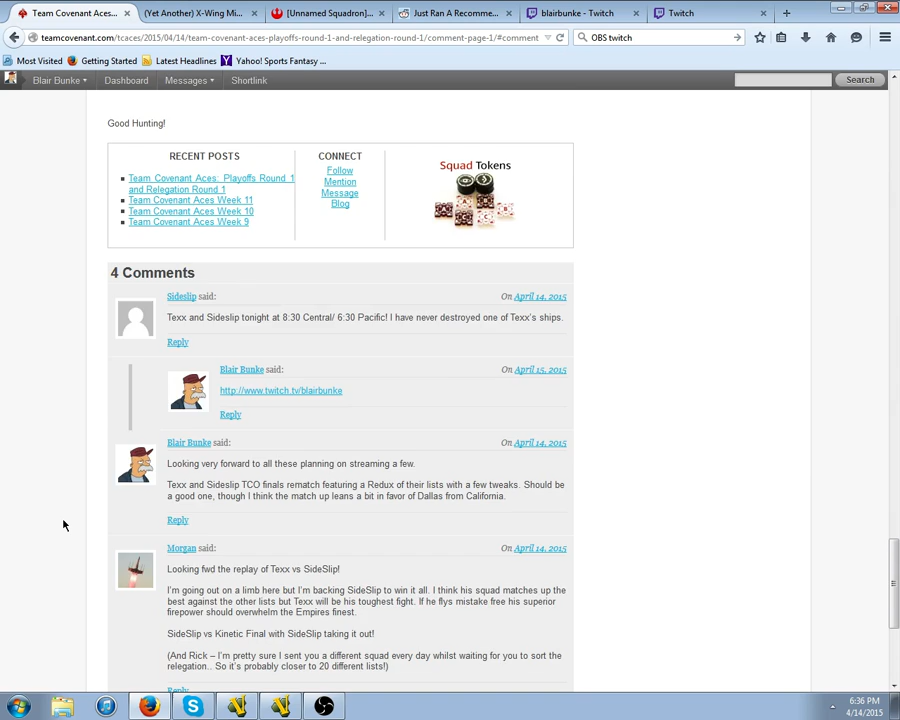 Team Covenant Aces...
(Yet Another) X-Wing Mi...
[Unnamed Squadron]...
Just Ran A Recomme...
blairbunke - Twitch
Twitch
teamcovenant.com/tcaces/2015/04/14/team-covenant-aces-playoffs-round-1-and-relegation-round-1/comment-page-1/#comment
OBS twitch
Most Visited Getting Started Latest Headlines Yahoo! Sports Fantasy ...
Blair Bunke Dashboard Messages Shortlink Search
Good Hunting!
RECENT POSTS
Team Covenant Aces: Playoffs Round 1
and Relegation Round 1
Team Covenant Aces Week 11
Team Covenant Aces Week 10
Team Covenant Aces Week 9
CONNECT
Follow
Mention
Message
Blog
Squad Tokens
4 Comments
Sideslip said: On April 14, 2015
Texx and Sideslip tonight at 8:30 Central/ 6:30 Pacific! I have never destroyed one of Texx's ships.
Reply
Blair Bunke said: On April 15, 2015
http://www.twitch.tv/blairbunke
Reply
Blair Bunke said: On April 14, 2015
Looking very forward to all these planning on streaming a few.
Texx and Sideslip TCO finals rematch featuring a Redux of their lists with a few tweaks. Should be
a good one, though I think the match up leans a bit in favor of Dallas from California.
Reply
Morgan said: On April 14, 2015
Looking fwd the replay of Texx vs SideSlip!
I'm going out on a limb here but I'm backing SideSlip to win it all. I think his squad matches up the
best against the other lists but Texx will be his toughest fight. If he flys mistake free his superior
firepower should overwhelm the Empires finest.
SideSlip vs Kinetic Final with SideSlip taking it out!
(And Rick – I'm pretty sure I sent you a different squad every day whilst waiting for you to sort the
relegation.. So it's probably closer to 20 different lists!)
Reply
6:36 PM
4/14/2015